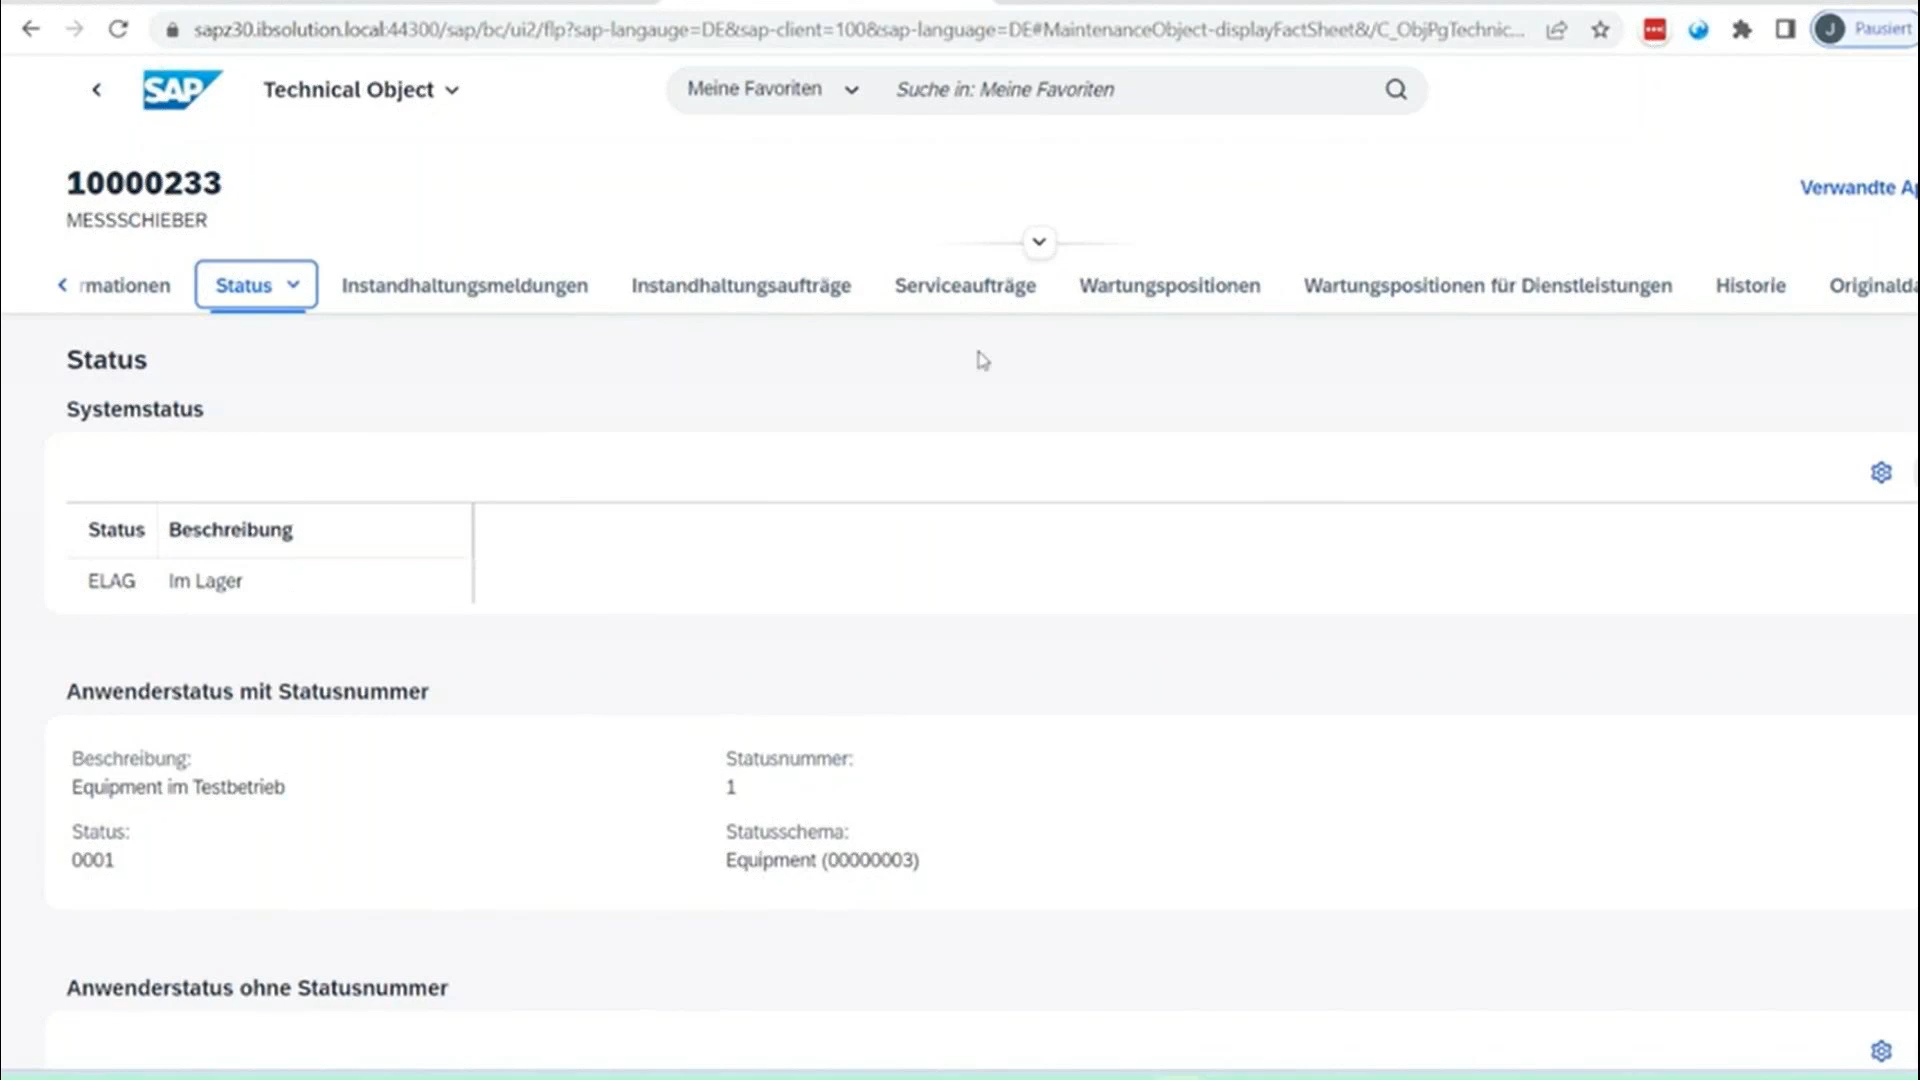 sapz30.ibsolution.local:44300/sap/bc/ui2/flp?sap-langauge=DE&sap-client=100&sap-language=DE#MaintenanceObject-displayFactSheet&/C_ObjPgTechnic...
J Pausiert
SAP Technical Object Meine Favoriten Suche in: Meine Favoriten
10000233
Verwandte Ap
MESSSCHIEBER
rmationen Status Instandhaltungsmeldungen Instandhaltungsaufträge Serviceaufträge Wartungspositionen Wartungspositionen für Dienstleistungen Historie Originalda
Status
Systemstatus
Status Beschreibung
ELAG Im Lager
Anwenderstatus mit Statusnummer
Beschreibung: Statusnummer:
Equipment im Testbetrieb 1
Status: Statusschema:
0001 Equipment (00000003)
Anwenderstatus ohne Statusnummer